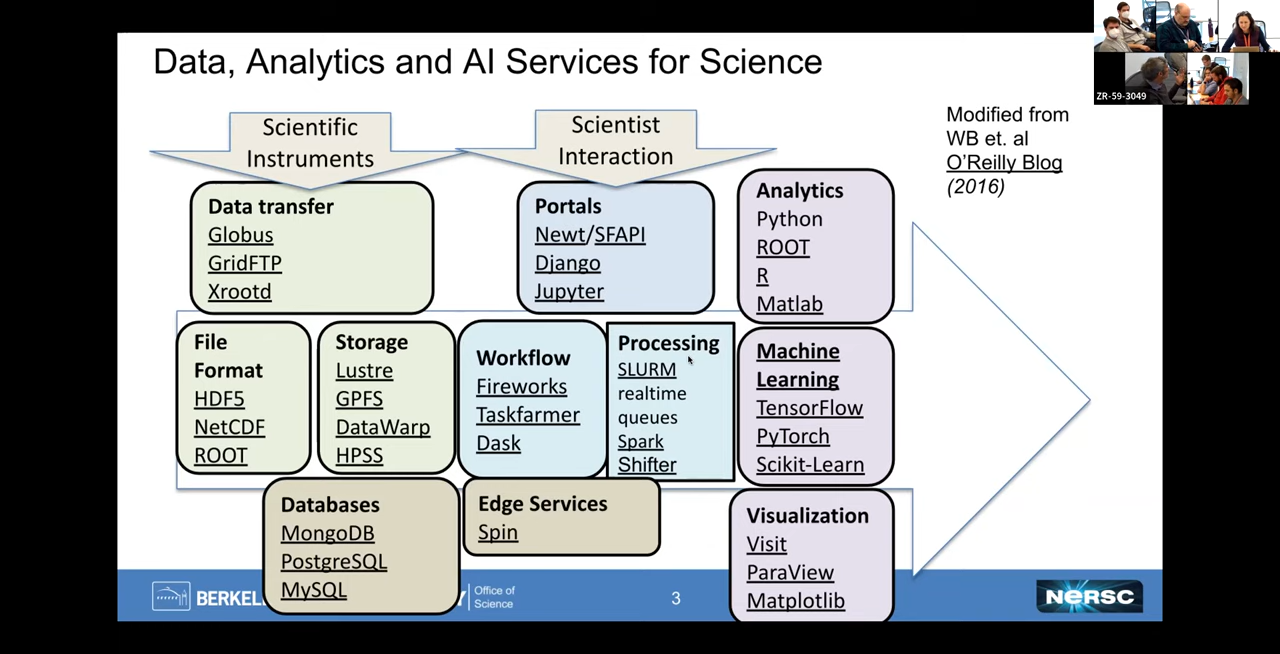 Data, Analytics and AI Services for Science
ZR-59-3049
Scientific
Instruments
Scientist
Interaction
Modified from
WB et. al
O'Reilly Blog
(2016)
Data transfer
Globus
GridFTP
Xrootd
Portals
Newt/SFAPI
Django
Jupyter
Analytics
Python
ROOT
R
Matlab
File
Format
HDF5
NetCDF
ROOT
Storage
Lustre
GPFS
DataWarp
HPSS
Workflow
Fireworks
Taskfarmer
Dask
Processing
SLURM
realtime
queues
Spark
Shifter
Machine
Learning
TensorFlow
PyTorch
Scikit-Learn
Databases
MongoDB
PostgreSQL
MySQL
Edge Services
Spin
Visualization
Visit
ParaView
Matplotlib
BERKEL
Office of
Science
3
NERSC